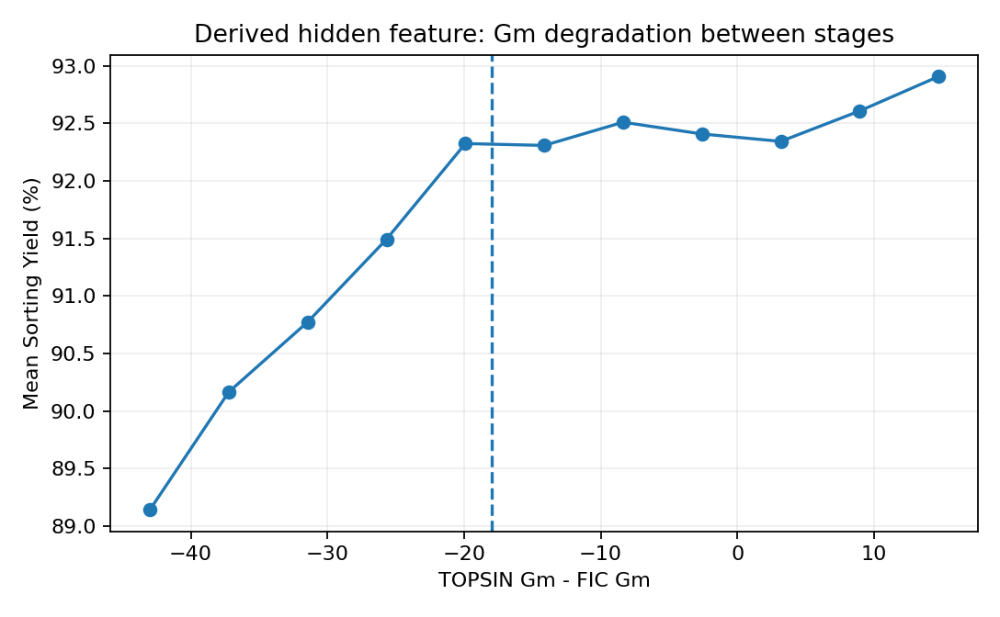 Derived hidden feature: Gm degradation between stages
Mean Sorting Yield (%)
93.0
92.5
92.0
91.5
91.0
90.5
90.0
89.5
89.0
−40 −30 −20 −10 0 10
TOPSIN Gm - FIC Gm